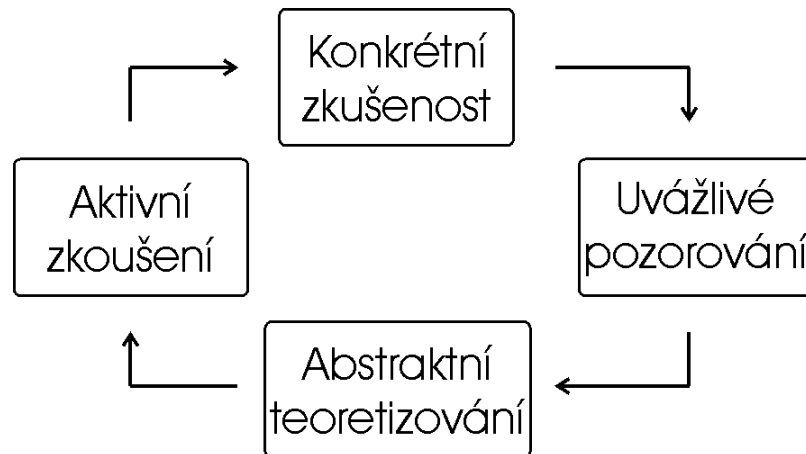 Konkrétní
zkušenost
Aktivní
zkoušení
Uvážlivé
pozorování
Abstraktní
teoretizování